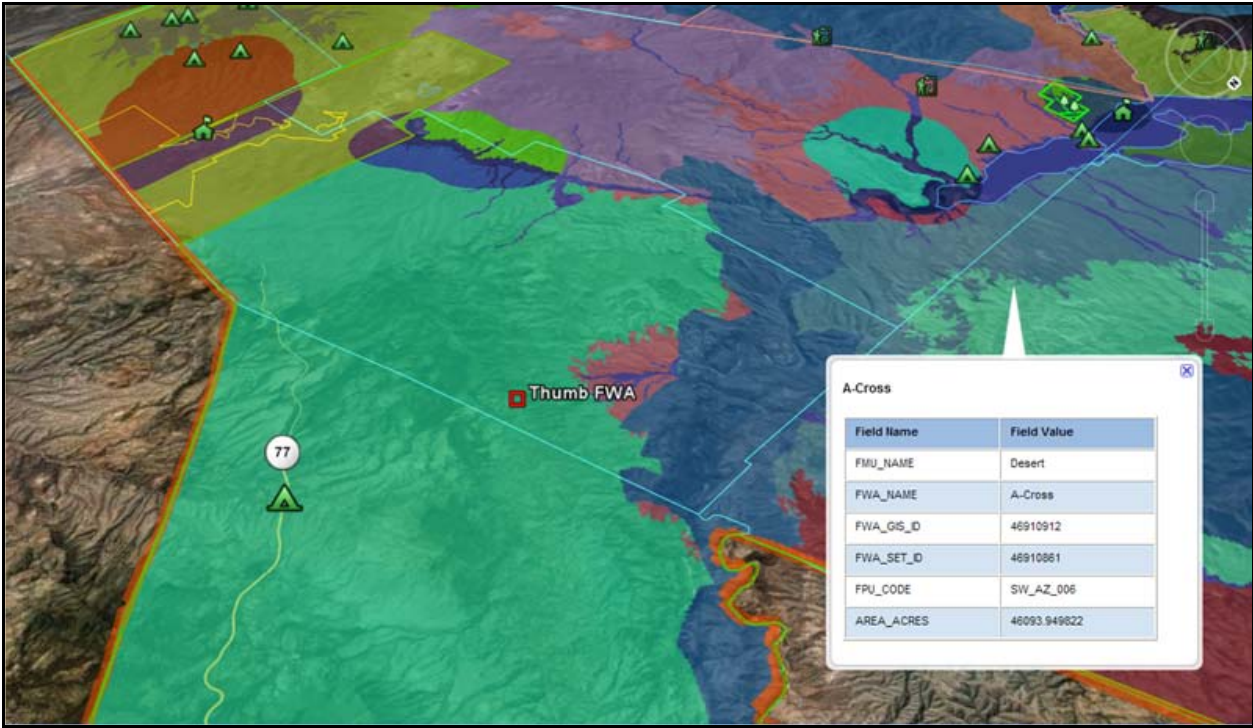 Thumb FWA
77
A-Cross
Field Name Field Value
FMU_NAME Desert
FWA_NAME A-Cross
FWA_GIS_ID 46910912
FWA_SET_ID 46910861
FPU_CODE SW_AZ_006
AREA_ACRES 46093.949822